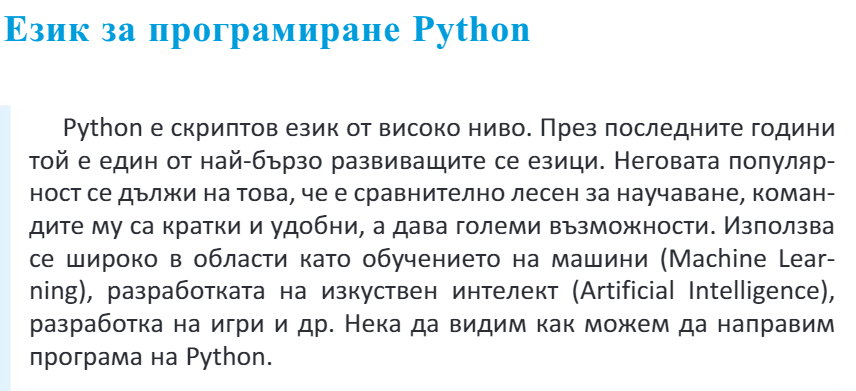 Език за програмиране Python
Python е скриптов език от високо ниво. През последните години
той е един от най-бързо развиващите се езици. Неговата популяр-
ност се дължи на това, че е сравнително лесен за научаване, коман-
дите му са кратки и удобни, а дава големи възможности. Използва
се широко в области като обучението на машини (Machine Lear-
ning), разработката на изкуствен интелект (Artificial Intelligence),
разработка на игри и др. Нека да видим как можем да направим
програма на Python.